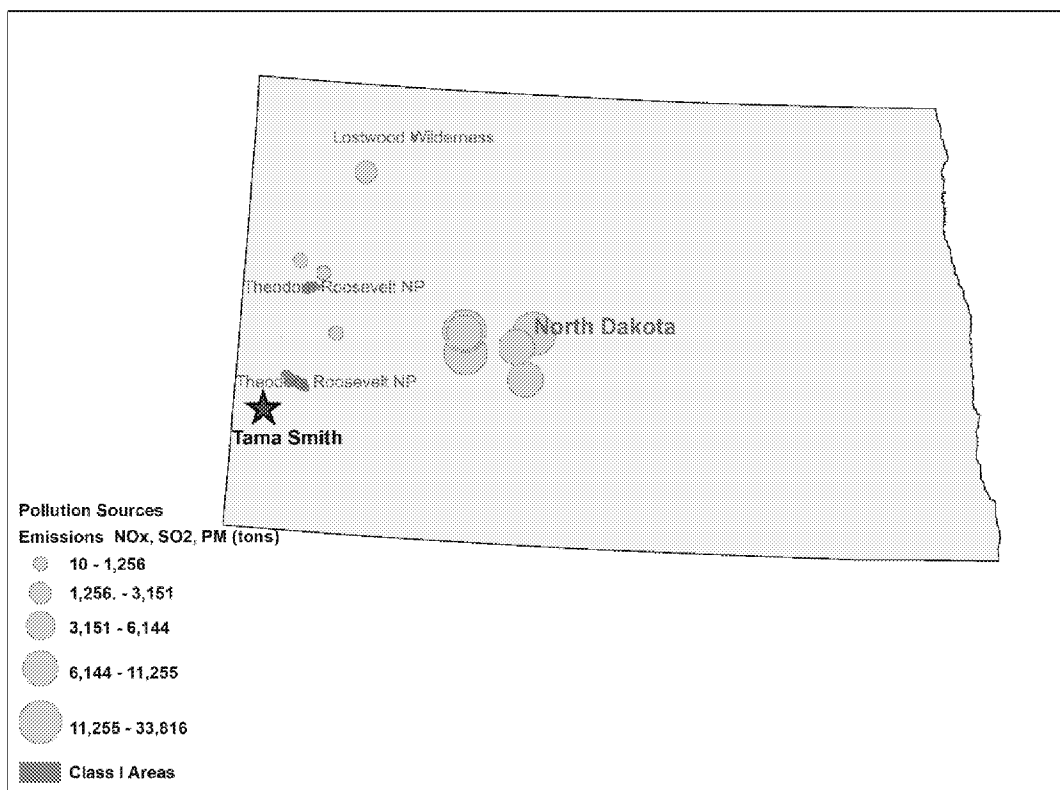 Lostwood Wilderness
Theodore Roosevelt NP
North Dakota
Theodore Roosevelt NP
Tama Smith
Pollution Sources
Emissions NOx, SO2, PM (tons)
10 - 1,256
1,256. - 3,151
3,151 - 6,144
6,144 - 11,255
11,255 - 33,816
Class I Areas